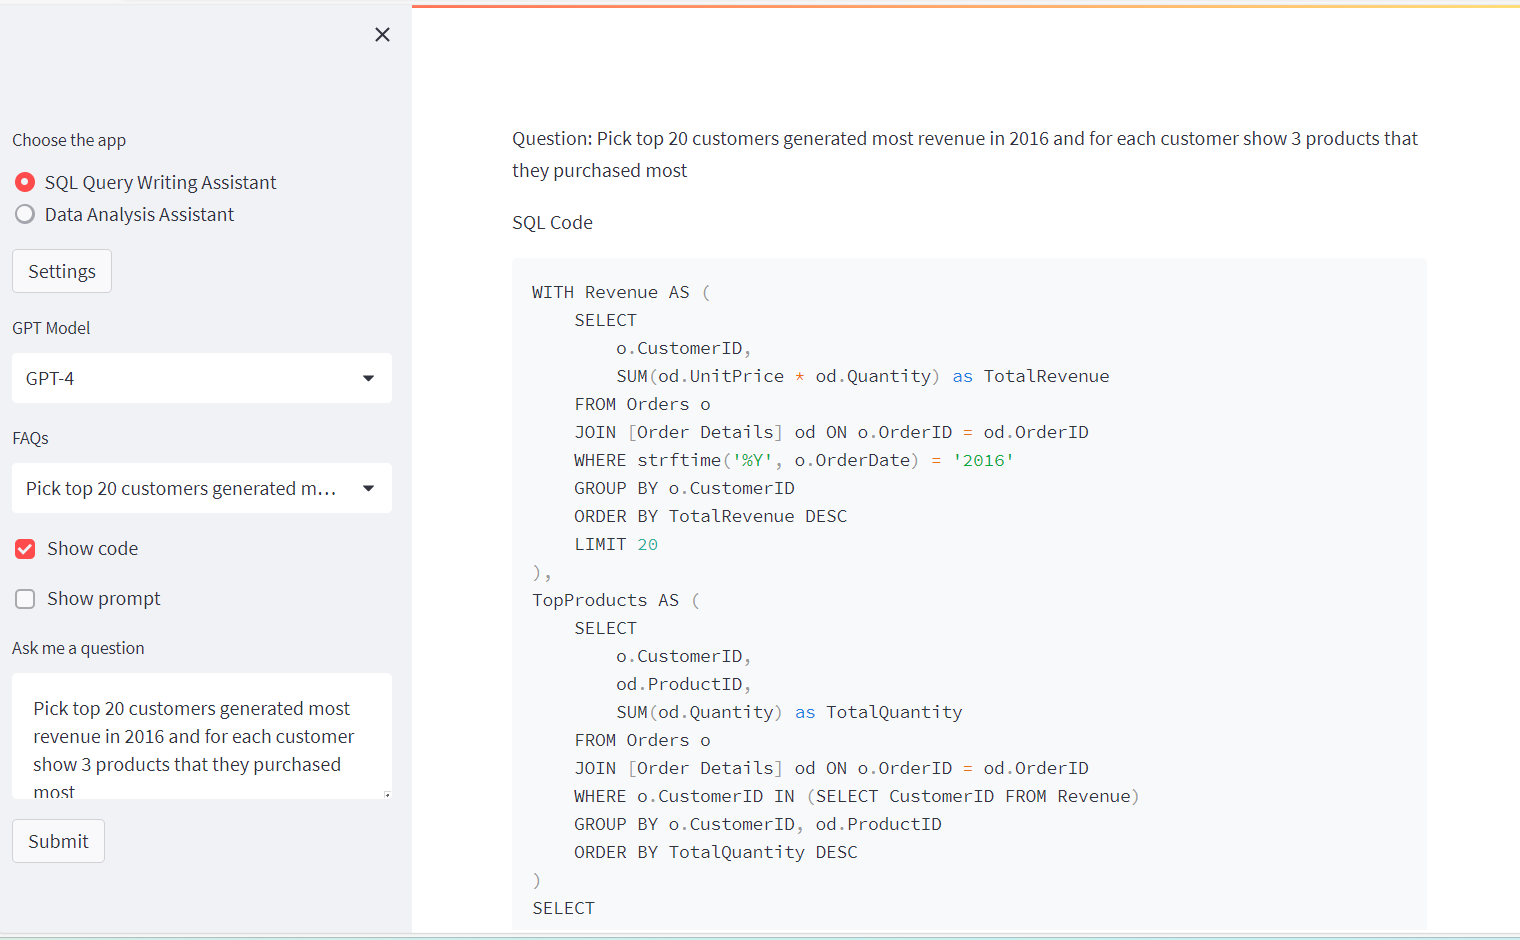 Choose the app
SQL Query Writing Assistant
Data Analysis Assistant
Settings
GPT Model
GPT-4
FAQs
Pick top 20 customers generated m...
Show code
Show prompt
Ask me a question
Pick top 20 customers generated most
revenue in 2016 and for each customer
show 3 products that they purchased
most
Submit
Question: Pick top 20 customers generated most revenue in 2016 and for each customer show 3 products that
they purchased most
SQL Code
WITH Revenue AS (
    SELECT
        o.CustomerID,
        SUM(od.UnitPrice * od.Quantity) as TotalRevenue
    FROM Orders o
    JOIN [Order Details] od ON o.OrderID = od.OrderID
    WHERE strftime('%Y', o.OrderDate) = '2016'
    GROUP BY o.CustomerID
    ORDER BY TotalRevenue DESC
    LIMIT 20
),
TopProducts AS (
    SELECT
        o.CustomerID,
        od.ProductID,
        SUM(od.Quantity) as TotalQuantity
    FROM Orders o
    JOIN [Order Details] od ON o.OrderID = od.OrderID
    WHERE o.CustomerID IN (SELECT CustomerID FROM Revenue)
    GROUP BY o.CustomerID, od.ProductID
    ORDER BY TotalQuantity DESC
)
SELECT